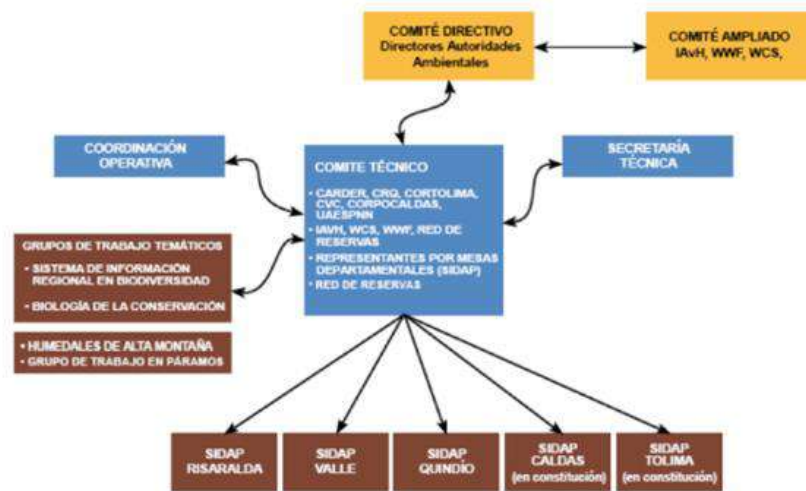 COMITÉ DIRECTIVO
Directores Autoridades
Ambientales
COMITÉ AMPLIADO
IAvH, WWF, WCS,
COORDINACIÓN
OPERATIVA
COMITE TÉCNICO
• CARDER, CRQ, CORTOLIMA,
CVC, CORPOCALDAS,
UAESPNN
• IAVH, WCS, WWF, RED DE
RESERVAS
• REPRESENTANTES POR MESAS
DEPARTAMENTALES (SIDAP)
• RED DE RESERVAS
SECRETARÍA
TÉCNICA
GRUPOS DE TRABAJO TEMÁTICOS
• SISTEMA DE INFORMACIÓN
REGIONAL EN BIODIVERSIDAD
• BIOLOGÍA DE LA CONSERVACIÓN
• HUMEDALES DE ALTA MONTAÑA
• GRUPO DE TRABAJO EN PÁRAMOS
SIDAP
RISARALDA
SIDAP
VALLE
SIDAP
QUINDÍO
SIDAP
CALDAS
(en constitución)
SIDAP
TOLIMA
(en constitución)